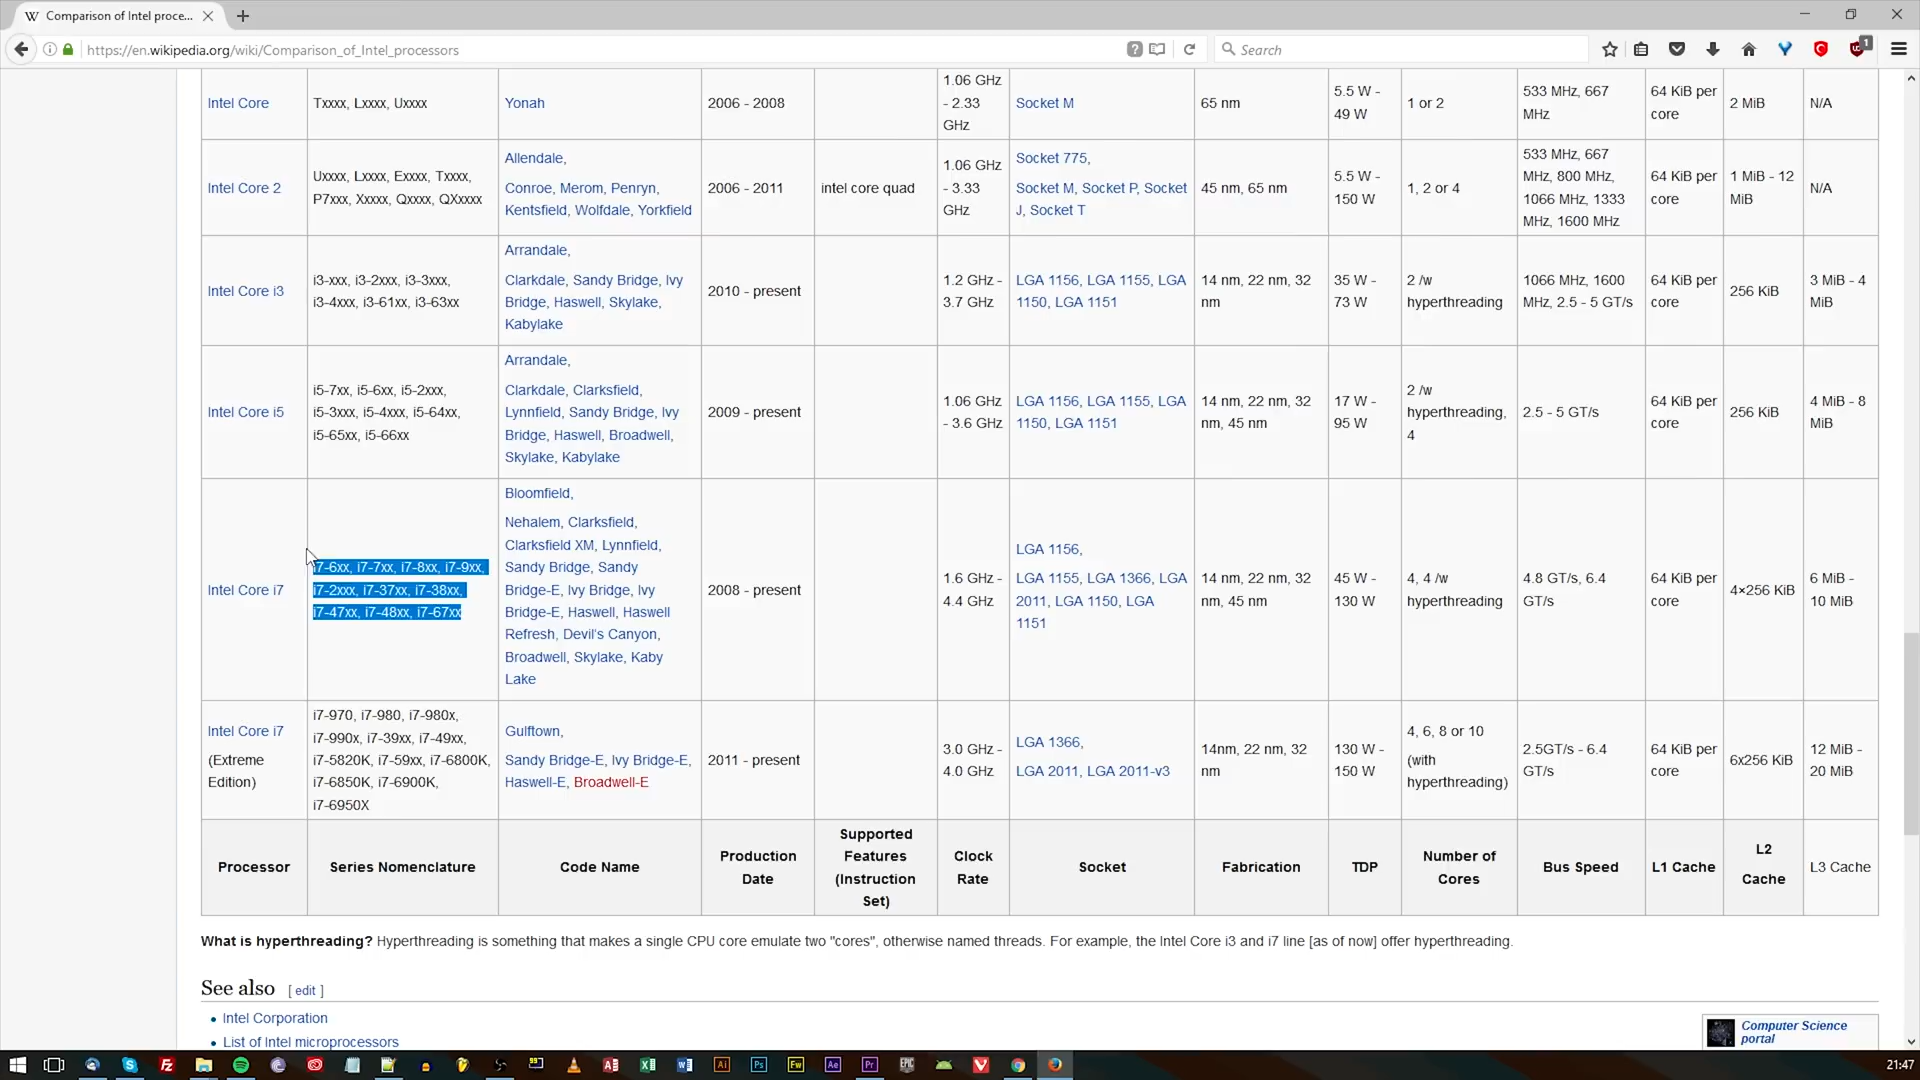 Comparison of Intel proce...
https://en.wikipedia.org/wiki/Comparison_of_Intel_processors
Search
1
Intel Core
Txxxx, Lxxxx, Uxxxx
Yonah
2006 - 2008
1.06 GHz
- 2.33
GHz
Socket M
65 nm
5.5 W -
49 W
1 or 2
533 MHz, 667
MHz
64 KiB per
core
2 MiB
N/A
Intel Core 2
Uxxxx, Lxxxx, Exxxx, Txxxx,
P7xxx, Xxxxx, Qxxxx, QXxxxx
Allendale,
Conroe, Merom, Penryn,
Kentsfield, Wolfdale, Yorkfield
2006 - 2011
intel core quad
1.06 GHz
- 3.33
GHz
Socket 775,
Socket M, Socket P, Socket
J, Socket T
45 nm, 65 nm
5.5 W -
150 W
1, 2 or 4
533 MHz, 667
MHz, 800 MHz,
1066 MHz, 1333
MHz, 1600 MHz
64 KiB per
core
1 MiB - 12
MiB
N/A
Intel Core i3
i3-xxx, i3-2xxx, i3-3xxx,
i3-4xxx, i3-61xx, i3-63xx
Arrandale,
Clarkdale, Sandy Bridge, Ivy
Bridge, Haswell, Skylake,
Kabylake
2010 - present
1.2 GHz -
3.7 GHz
LGA 1156, LGA 1155, LGA
1150, LGA 1151
14 nm, 22 nm, 32
nm
35 W -
73 W
2 /w
hyperthreading
1066 MHz, 1600
MHz, 2.5 - 5 GT/s
64 KiB per
core
256 KiB
3 MiB - 4
MiB
Intel Core i5
i5-7xx, i5-6xx, i5-2xxx,
i5-3xxx, i5-4xxx, i5-64xx,
i5-65xx, i5-66xx
Arrandale,
Clarkdale, Clarksfield,
Lynnfield, Sandy Bridge, Ivy
Bridge, Haswell, Broadwell,
Skylake, Kabylake
2009 - present
1.06 GHz
- 3.6 GHz
LGA 1156, LGA 1155, LGA
1150, LGA 1151
14 nm, 22 nm, 32
nm, 45 nm
17 W -
95 W
2 /w
hyperthreading,
4
2.5 - 5 GT/s
64 KiB per
core
256 KiB
4 MiB - 8
MiB
Intel Core i7
i7-6xx, i7-7xx, i7-8xx, i7-9xx,
i7-2xxx, i7-37xx, i7-38xx,
i7-47xx, i7-48xx, i7-67xx
Bloomfield,
Nehalem, Clarksfield,
Clarksfield XM, Lynnfield,
Sandy Bridge, Sandy
Bridge-E, Ivy Bridge, Ivy
Bridge-E, Haswell, Haswell
Refresh, Devil's Canyon,
Broadwell, Skylake, Kaby
Lake
2008 - present
1.6 GHz -
4.4 GHz
LGA 1156,
LGA 1155, LGA 1366, LGA
2011, LGA 1150, LGA
1151
14 nm, 22 nm, 32
nm, 45 nm
45 W -
130 W
4, 4 /w
hyperthreading
4.8 GT/s, 6.4
GT/s
64 KiB per
core
4×256 KiB
6 MiB -
10 MiB
Intel Core i7
(Extreme
Edition)
i7-970, i7-980, i7-980x,
i7-990x, i7-39xx, i7-49xx,
i7-5820K, i7-59xx, i7-6800K,
i7-6850K, i7-6900K,
i7-6950X
Gulftown,
Sandy Bridge-E, Ivy Bridge-E,
Haswell-E, Broadwell-E
2011 - present
3.0 GHz -
4.0 GHz
LGA 1366,
LGA 2011, LGA 2011-v3
14nm, 22 nm, 32
nm
130 W -
150 W
4, 6, 8 or 10
(with
hyperthreading)
2.5GT/s - 6.4
GT/s
64 KiB per
core
6x256 KiB
12 MiB -
20 MiB
Processor
Series Nomenclature
Code Name
Production
Date
Supported
Features
(Instruction
Set)
Clock
Rate
Socket
Fabrication
TDP
Number of
Cores
Bus Speed
L1 Cache
L2
Cache
L3 Cache
What is hyperthreading? Hyperthreading is something that makes a single CPU core emulate two "cores", otherwise named threads. For example, the Intel Core i3 and i7 line [as of now] offer hyperthreading.
See also [ edit ]
Intel Corporation
List of Intel microprocessors
Computer Science
portal
21:47